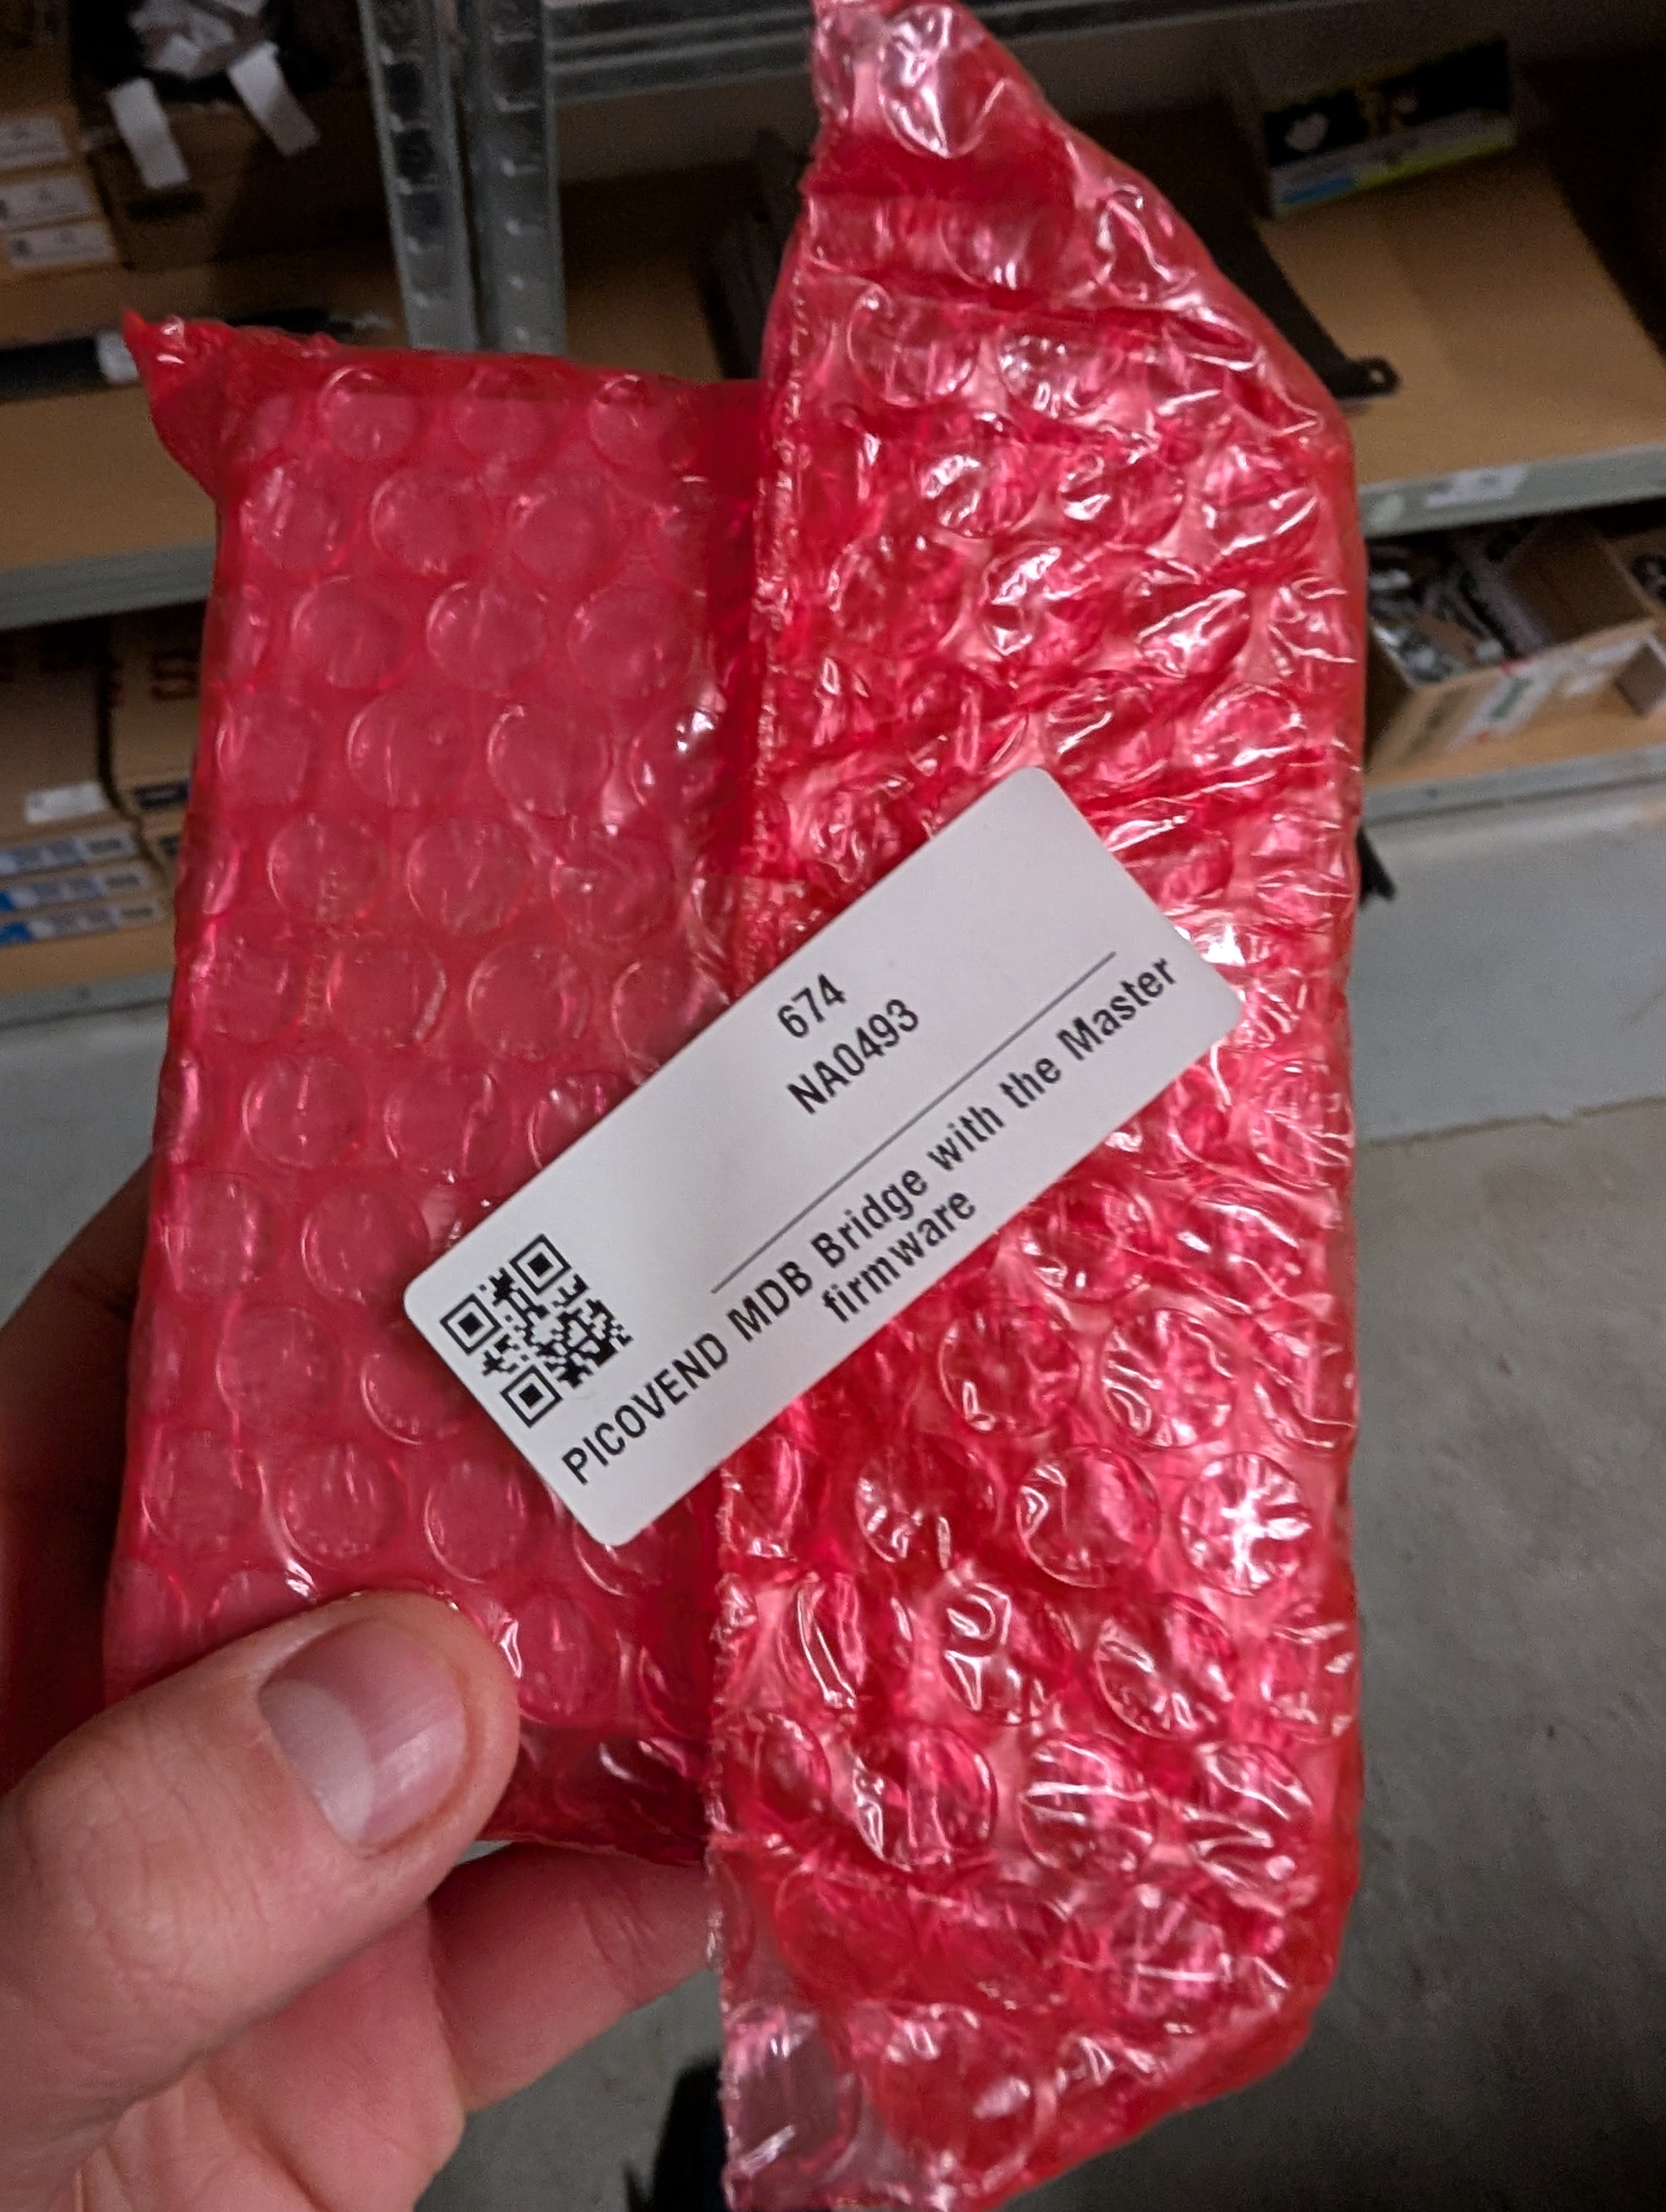 674
NA0493
PICOVEND MDB Bridge with the Master
firmware